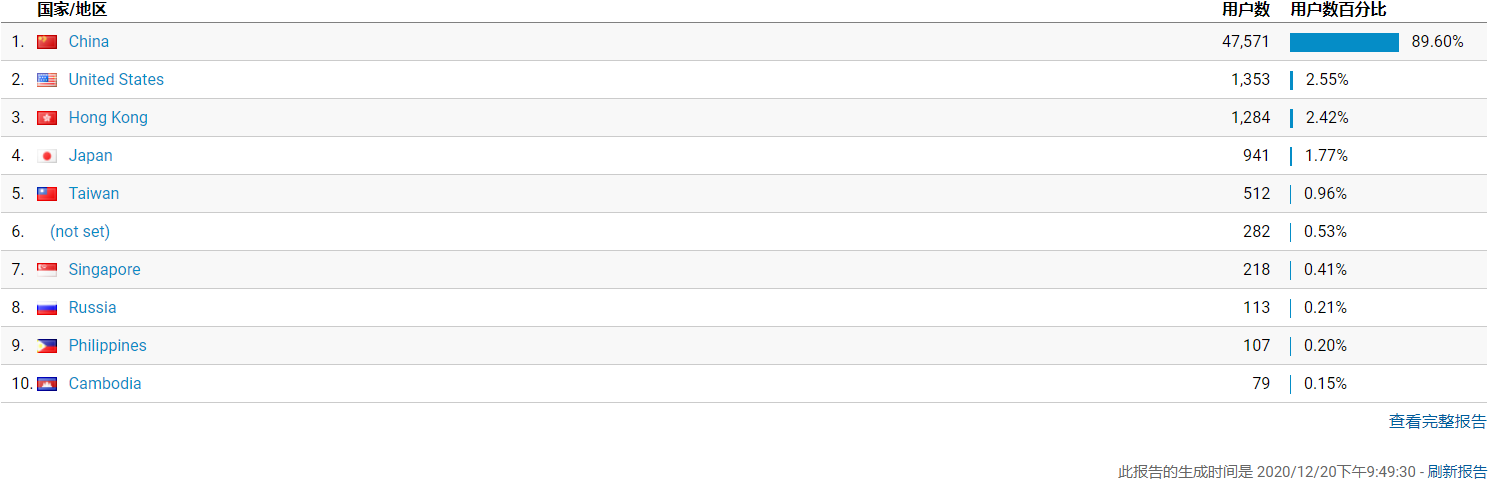 国家/地区 用户数 用户数百分比
1. China 47,571 89.60%
2. United States 1,353 2.55%
3. Hong Kong 1,284 2.42%
4. Japan 941 1.77%
5. Taiwan 512 0.96%
6. (not set) 282 0.53%
7. Singapore 218 0.41%
8. Russia 113 0.21%
9. Philippines 107 0.20%
10. Cambodia 79 0.15%
查看完整报告
此报告的生成时间是 2020/12/20下午9:49:30 - 刷新报告